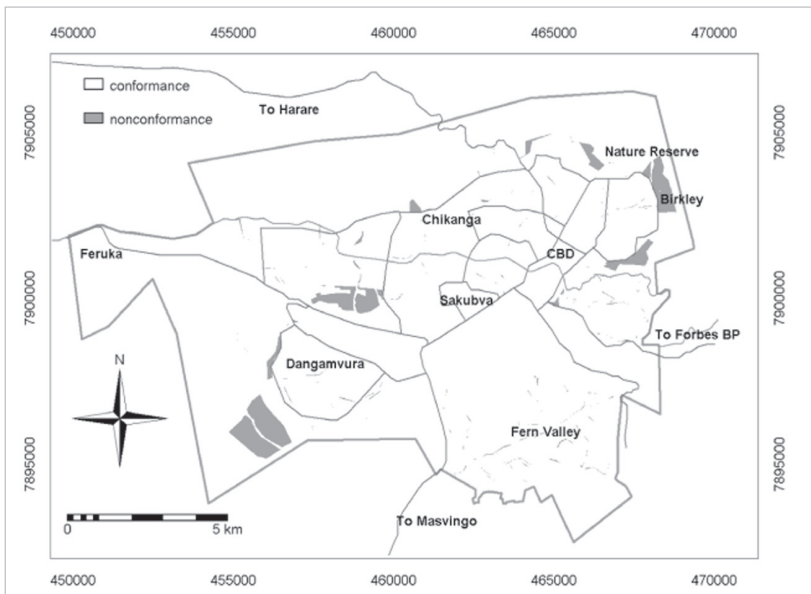 450000 455000 460000 465000 470000
conformance
nonconformance
To Harare
7905000
7905000
Nature Reserve
Birkley
Chikanga
Feruka
CBD
7900000
7900000
Sakubva
To Forbes BP
N
Dangamvura
Fern Valley
7895000
7895000
0 5 km
To Masvingo
450000 455000 460000 465000 470000